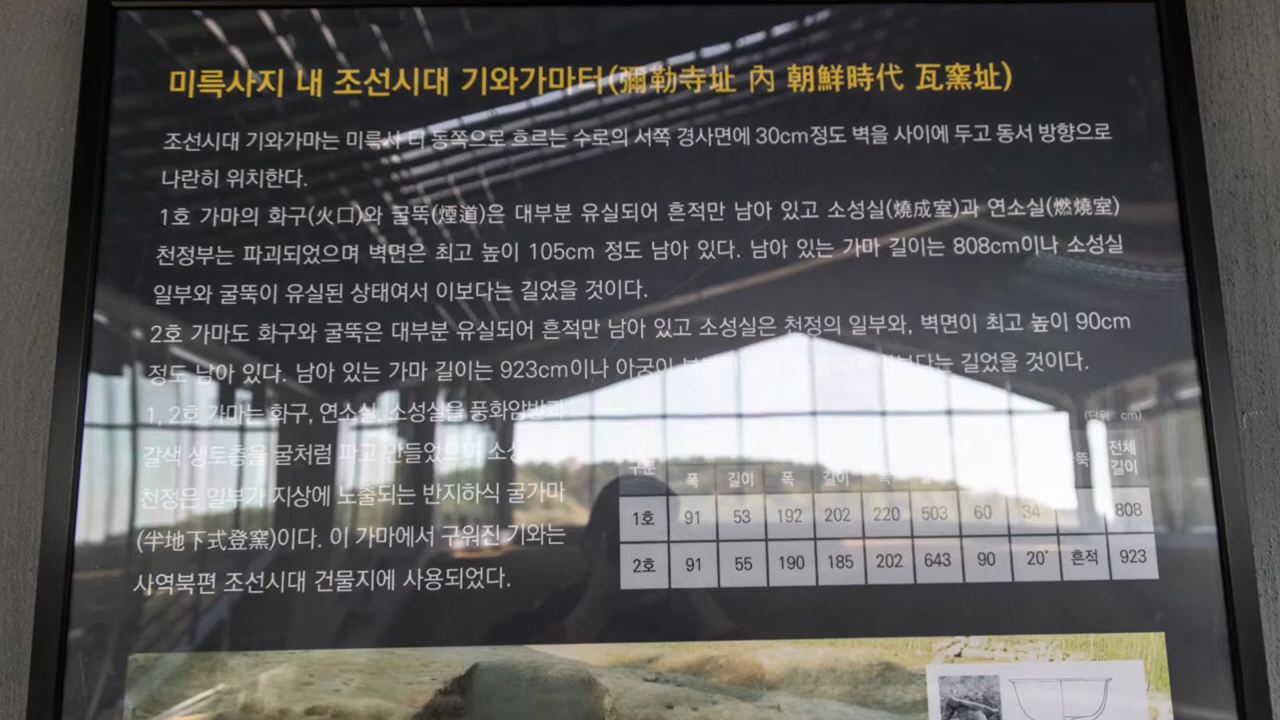 미륵사지 내 조선시대 기와가마터(彌勒寺址 內 朝鮮時代 瓦窯址)
조선시대 기와가마는 미륵사 터 동쪽으로 흐르는 수로의 서쪽 경사면에 30cm정도 벽을 사이에 두고 동서 방향으로
나란히 위치한다.
1호 가마의 화구(火口)와 굴뚝(煙道)은 대부분 유실되어 흔적만 남아 있고 소성실(燒成室)과 연소실(燃燒室)
천정부는 파괴되었으며 벽면은 최고 높이 105cm 정도 남아 있다. 남아 있는 가마 길이는 808cm이나 소성실
일부와 굴뚝이 유실된 상태여서 이보다는 길었을 것이다.
2호 가마도 화구와 굴뚝은 대부분 유실되어 흔적만 남아 있고 소성실은 천정의 일부와, 벽면이 최고 높이 90cm
정도 남아 있다. 남아 있는 가마 길이는 923cm이나 아궁이 길었을 것이다.
1, 2호 가마는 화구, 연소실, 소성실을 풍화암반과
갈색 생토층을 굴처럼 파고 만들었으며
천정은 일부가 지상에 노출되는 반지하식 굴가마
(半地下式登窯)이다. 이 가마에서 구워진 기와는
사역북편 조선시대 건물지에 사용되었다.
(단위 : cm)
구분 전체 길이
폭 길이 폭 길이
1호 91 53 192 202 220 503 60 34 808
2호 91 55 190 185 202 643 90 20° 흔적 923